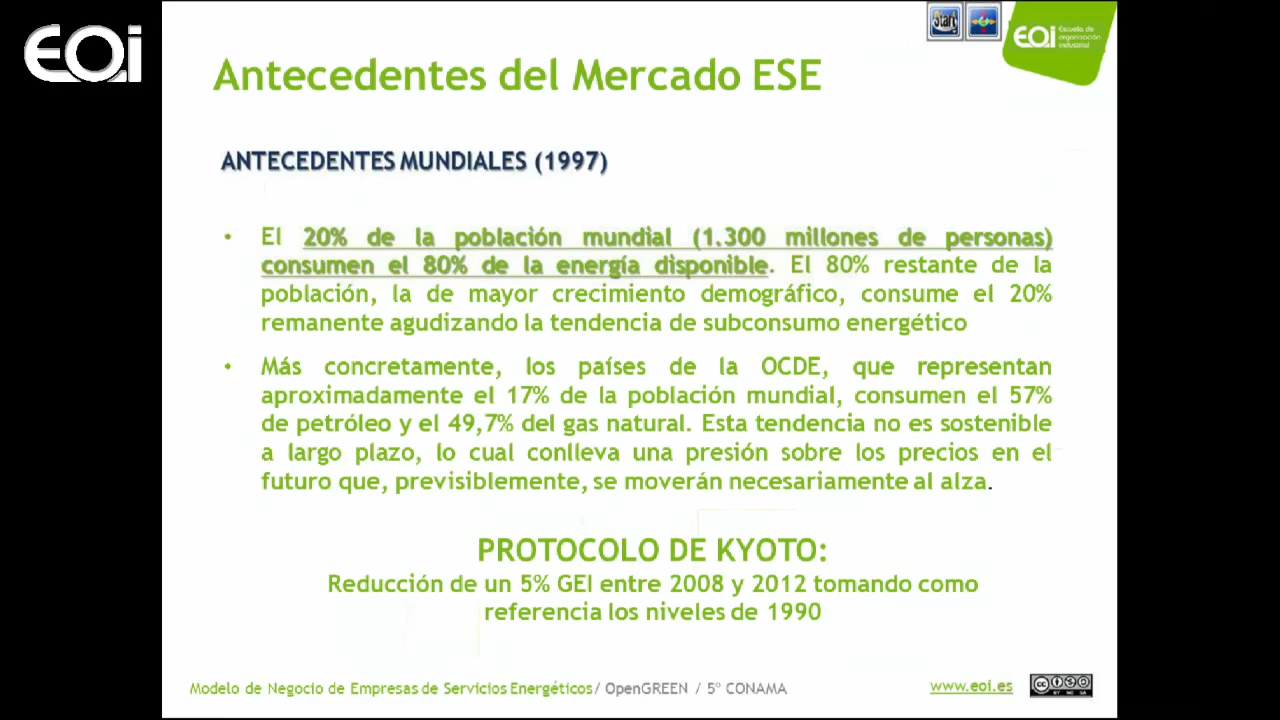 EOi
Start
EOi Escuela de
organización
industrial
Antecedentes del Mercado ESE
ANTECEDENTES MUNDIALES (1997)
• El 20% de la población mundial (1.300 millones de personas)
consumen el 80% de la energía disponible. El 80% restante de la
población, la de mayor crecimiento demográfico, consume el 20%
remanente agudizando la tendencia de subconsumo energético
• Más concretamente, los países de la OCDE, que representan
aproximadamente el 17% de la población mundial, consumen el 57%
de petróleo y el 49,7% del gas natural. Esta tendencia no es sostenible
a largo plazo, lo cual conlleva una presión sobre los precios en el
futuro que, previsiblemente, se moverán necesariamente al alza.
PROTOCOLO DE KYOTO:
Reducción de un 5% GEI entre 2008 y 2012 tomando como
referencia los niveles de 1990
Modelo de Negocio de Empresas de Servicios Energéticos/ OpenGREEN / 5º CONAMA
www.eoi.es
cc
BY NC SA